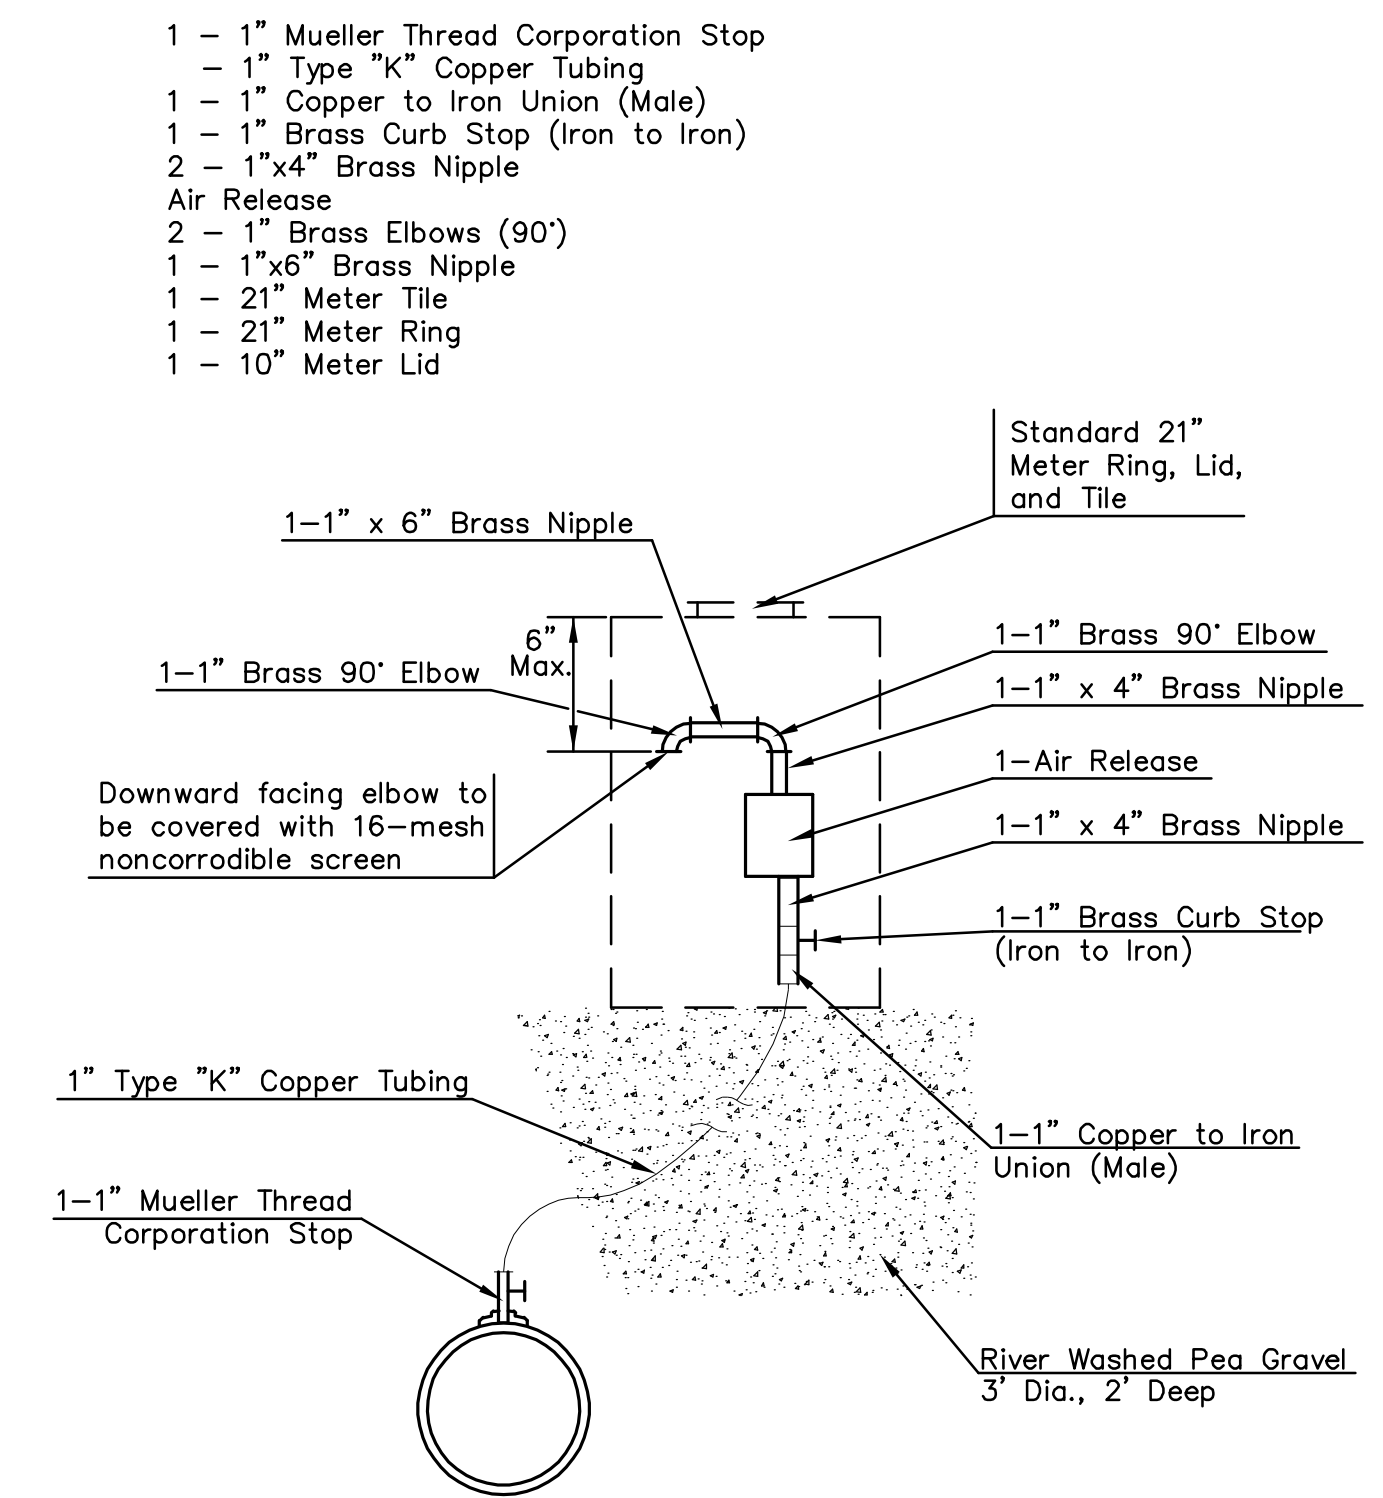 1 – 1” Mueller Thread Corporation Stop
– 1” Type ”K” Copper Tubing
1 – 1” Copper to Iron Union (Male)
1 – 1” Brass Curb Stop (Iron to Iron)
2 – 1”x4” Brass Nipple
Air Release
2 – 1” Brass Elbows (90°)
1 – 1”x6” Brass Nipple
1 – 21” Meter Tile
1 – 21” Meter Ring
1 – 10” Meter Lid
Standard 21”
Meter Ring, Lid,
and Tile
1–1” x 6” Brass Nipple
6”
Max.
1–1” Brass 90° Elbow
1–1” Brass 90° Elbow
1–1” x 4” Brass Nipple
1–Air Release
Downward facing elbow to
be covered with 16–mesh
noncorrodible screen
1–1” x 4” Brass Nipple
1–1” Brass Curb Stop
(Iron to Iron)
1” Type ”K” Copper Tubing
1–1” Copper to Iron
Union (Male)
1–1” Mueller Thread
Corporation Stop
River Washed Pea Gravel
3’ Dia., 2’ Deep